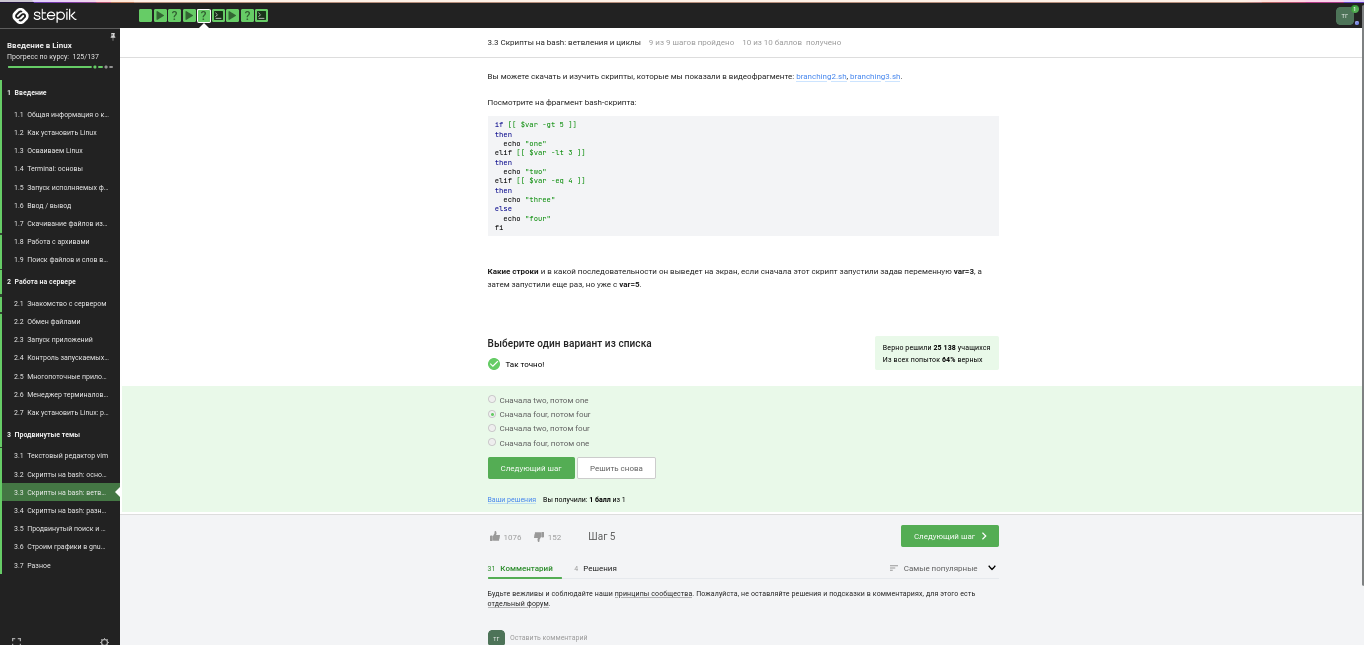 stepik
? ? ?
тг
1
Введение в Linux
Прогресс по курсу: 125/137
1 Введение
1.1 Общая информация о к...
1.2 Как установить Linux
1.3 Осваиваем Linux
1.4 Terminal: основы
1.5 Запуск исполняемых ф...
1.6 Ввод / вывод
1.7 Скачивание файлов из...
1.8 Работа с архивами
1.9 Поиск файлов и слов в...
2 Работа на сервере
2.1 Знакомство с сервером
2.2 Обмен файлами
2.3 Запуск приложений
2.4 Контроль запускаемых...
2.5 Многопоточные прило...
2.6 Менеджер терминалов...
2.7 Как установить Linux: р...
3 Продвинутые темы
3.1 Текстовый редактор vim
3.2 Скрипты на bash: осно...
3.3 Скрипты на bash: ветв...
3.4 Скрипты на bash: разн...
3.5 Продвинутый поиск и ...
3.6 Строим графики в gnu...
3.7 Разное
3.3 Скрипты на bash: ветвления и циклы 9 из 9 шагов пройдено 10 из 10 баллов получено
Вы можете скачать и изучить скрипты, которые мы показали в видеофрагменте: branching2.sh, branching3.sh.
Посмотрите на фрагмент bash-скрипта:
if [[ $var -gt 5 ]]
then
echo "one"
elif [[ $var -lt 3 ]]
then
echo "two"
elif [[ $var -eq 4 ]]
then
echo "three"
else
echo "four"
fi
Какие строки и в какой последовательности он выведет на экран, если сначала этот скрипт запустили задав переменную var=3, а
затем запустили еще раз, но уже с var=5.
Выберите один вариант из списка
Верно решили 25 138 учащихся
Из всех попыток 64% верных
Так точно!
Сначала two, потом one
Сначала four, потом four
Сначала two, потом four
Сначала four, потом one
Следующий шаг Решить снова
Ваши решения Вы получили: 1 балл из 1
1076 152 Шаг 5 Следующий шаг
31 Комментарий 4 Решения Самые популярные
Будьте вежливы и соблюдайте наши принципы сообщества. Пожалуйста, не оставляйте решения и подсказки в комментариях, для этого есть
отдельный форум.
тг Оставить комментарий